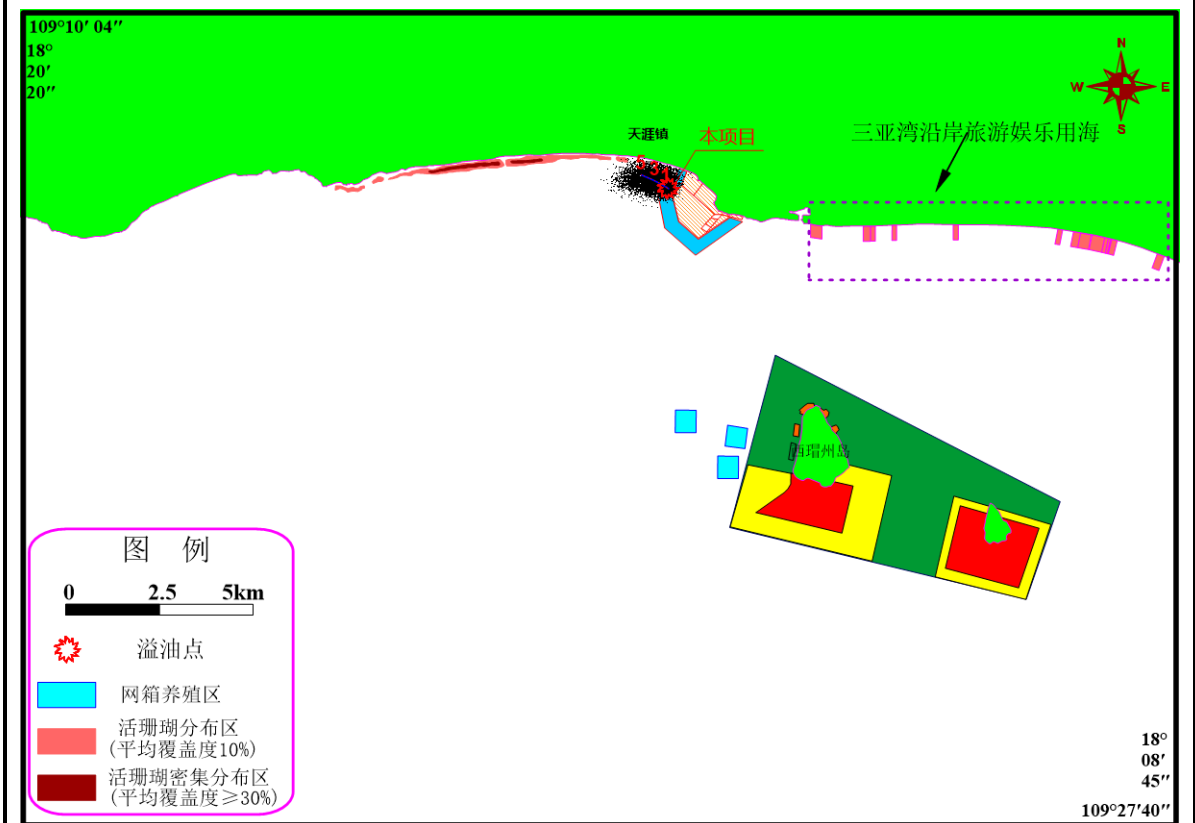 109°10′ 04″
18°
20′
20″
N
W
E
S
天涯镇
本项目
三亚湾沿岸旅游娱乐用海
西瑁州岛
图 例
0 2.5 5km
溢油点
网箱养殖区
活珊瑚分布区
(平均覆盖度10%)
活珊瑚密集分布区
(平均覆盖度≥30%)
18°
08′
45″
109°27′40″